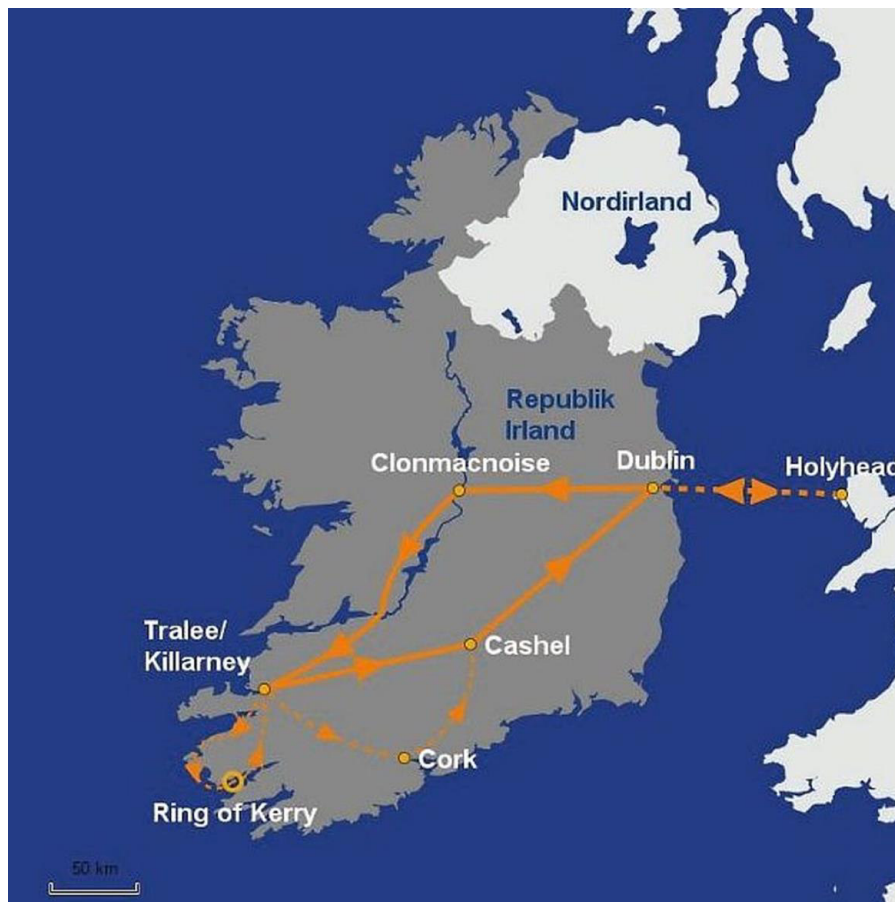 Nordirland
Republik
Irland
Clonmacnoise
Dublin
Holyhead
Tralee/
Killarney
Cashel
Cork
Ring of Kerry
50 km